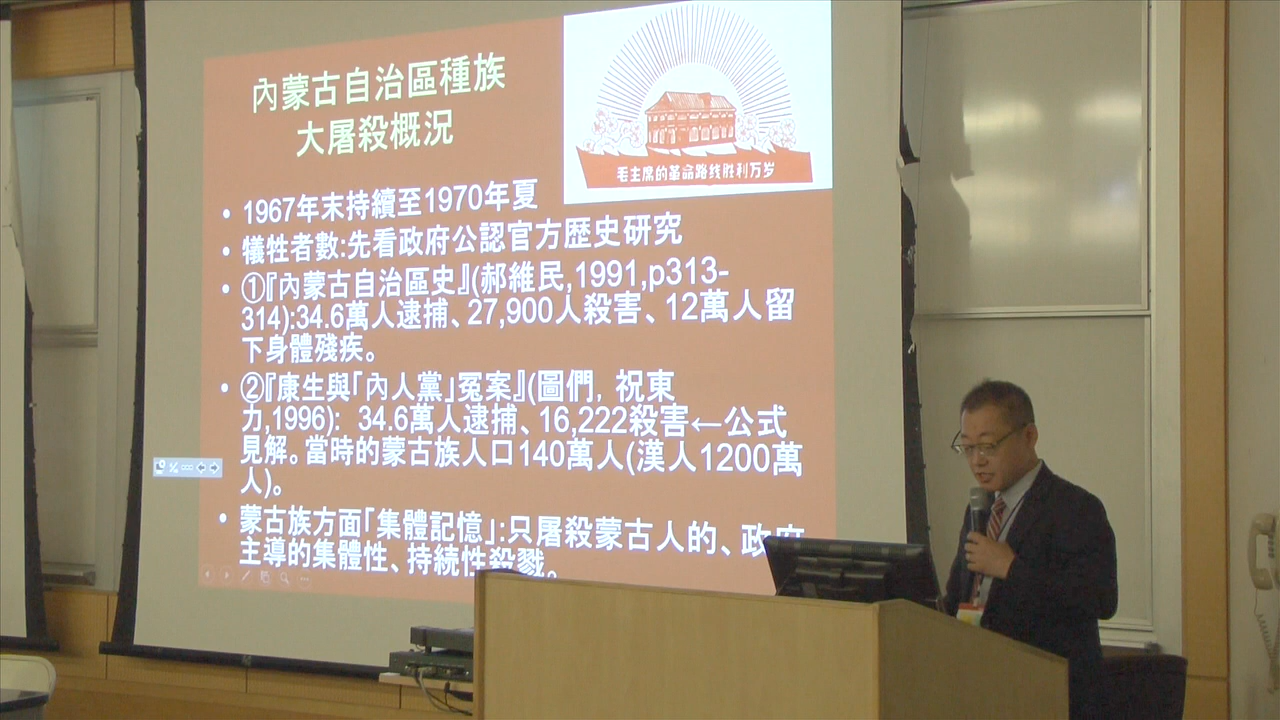 內蒙古自治區種族
大屠殺概況
毛主席的革命路线胜利万岁
• 1967年末持續至1970年夏
• 犧牲者數:先看政府公認官方歷史研究
• ①『內蒙古自治區史』(郝維民,1991,p313-
314):34.6萬人逮捕、27,900人殺害、12萬人留
下身體殘疾。
• ②『康生與「內人黨」冤案』(圖們, 祝東
力,1996): 34.6萬人逮捕、16,222殺害←公式
見解。當時的蒙古族人口140萬人(漢人1200萬
人)。
• 蒙古族方面「集體記憶」:只屠殺蒙古人的、政府
主導的集體性、持続性殺戮。